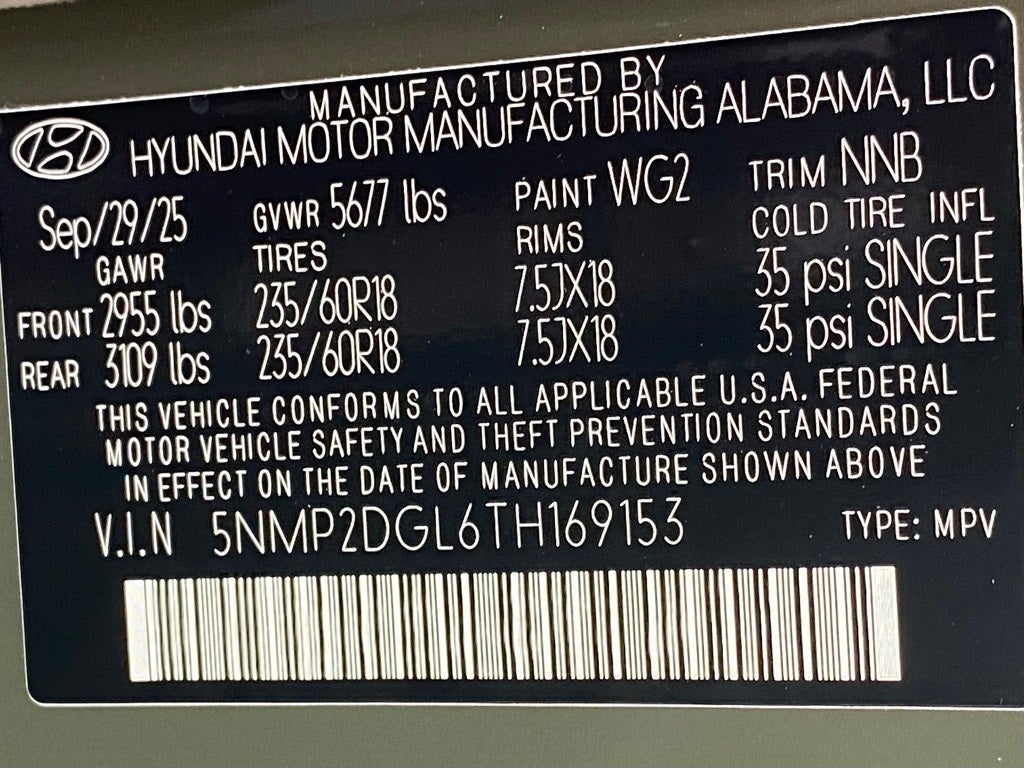 MANUFACTURED BY
HYUNDAI MOTOR MANUFACTURING ALABAMA, LLC
Sep/29/25 GVWR 5677 lbs PAINT WG2 TRIM NNB
GAWR TIRES RIMS COLD TIRE INFL
FRONT 2955 lbs 235/60R18 7.5JX18 35 psi SINGLE
REAR 3109 lbs 235/60R18 7.5JX18 35 psi SINGLE
THIS VEHICLE CONFORMS TO ALL APPLICABLE U.S.A. FEDERAL
MOTOR VEHICLE SAFETY AND THEFT PREVENTION STANDARDS
IN EFFECT ON THE DATE OF MANUFACTURE SHOWN ABOVE
V.I.N 5NMP2DGL6TH169153 TYPE: MPV